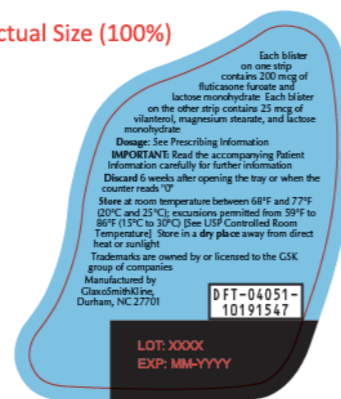 ctual Size (100%)
Each blister
on one strip
contains 200 mcg of
fluticasone furoate and
lactose monohydrate Each blister
on the other strip contains 25 mcg of
vilanterol, magnesium stearate, and lactose
monohydrate
Dosage: See Prescribing Information
IMPORTANT: Read the accompanying Patient
Information carefully for further information
Discard 6 weeks after opening the tray or when the
counter reads "0"
Store at room temperature between 68°F and 77°F
(20°C and 25°C); excursions permitted from 59°F to
86°F (15°C to 30°C) [See USP Controlled Room
Temperature] Store in a dry place away from direct
heat or sunlight
Trademarks are owned by or licensed to the GSK
group of companies
Manufactured by
GlaxoSmithKline,
Durham, NC 27701
DFT-04051-
10191547
LOT: XXXX
EXP: MM-YYYY